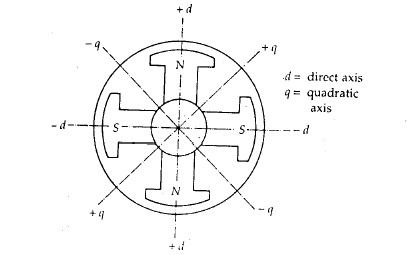 +d
-q
+q
N
d = direct axis
q = quadratic
axis
-d
S
S
-d
N
+q
-q
+d